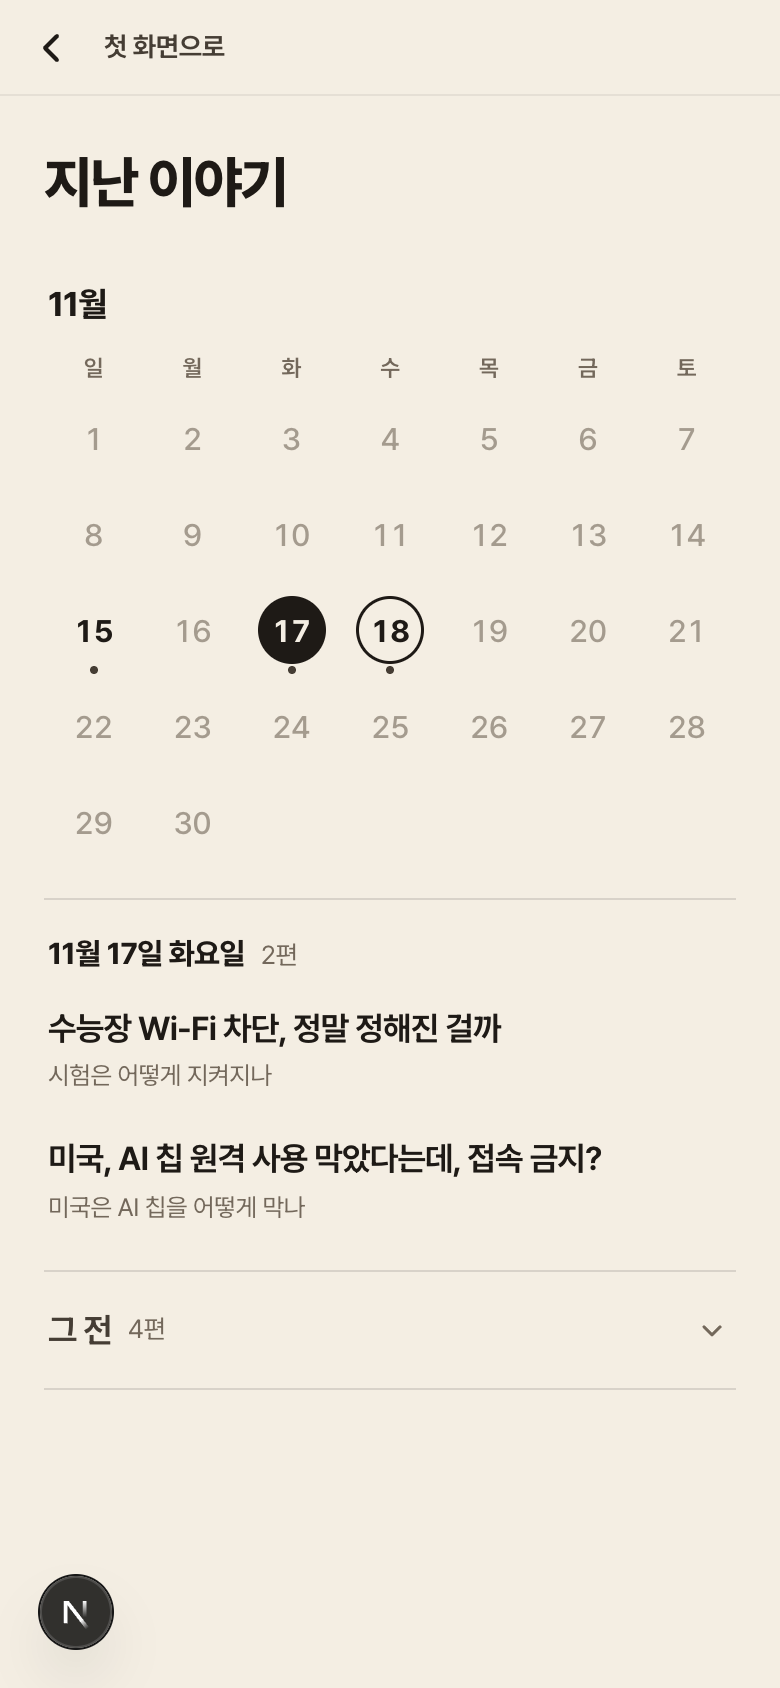 첫 화면으로
지난 이야기
11월
일 월 화 수 목 금 토
1 2 3 4 5 6 7
8 9 10 11 12 13 14
15 16 17 18 19 20 21
22 23 24 25 26 27 28
29 30
11월 17일 화요일 2편
수능장 Wi-Fi 차단, 정말 정해진 걸까
시험은 어떻게 지켜지나
미국, AI 칩 원격 사용 막았다는데, 접속 금지?
미국은 AI 칩을 어떻게 막나
그 전 4편
N